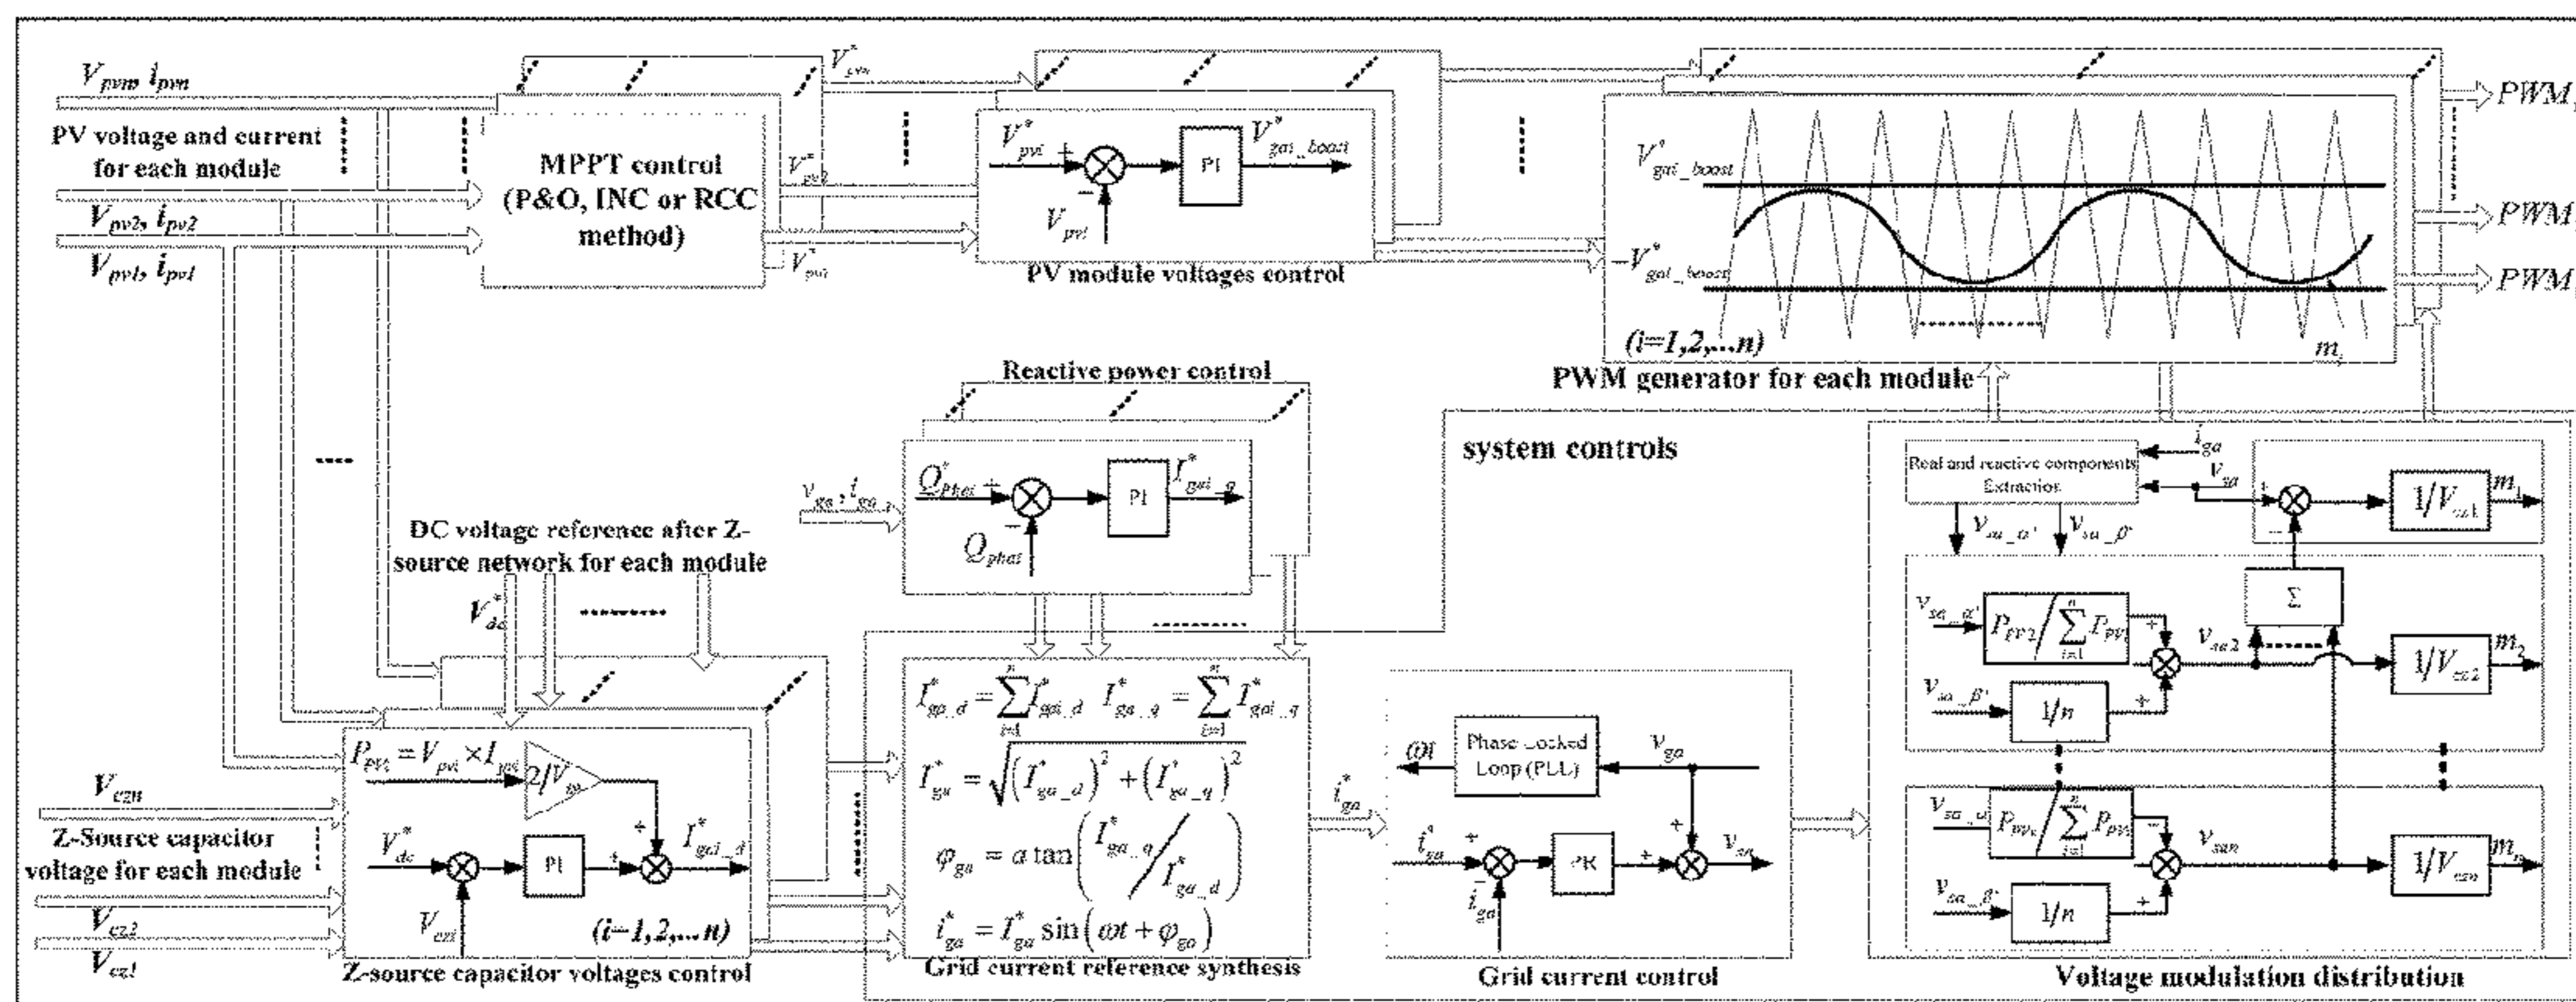 V_pvn, i_pvn
PV voltage and current
for each module
V_pv2, i_pv2
V_pv1, i_pv1
MPPT control
(P&O, INC or RCC
method)
V*_pvn
V*_pv2
V*_pv1
V*_pvi
+
−
V_pvi
PI
V*_gai_boost
PV module voltages control
V*_gai_boost
−V*_gai_boost
(i=1,2,...n)
m_i
PWM generator for each module
PWM
PWM
PWM
Reactive power control
v_ga, i_ga
Q*_phai
+
−
Q_phai
PI
I*_gai_q
system controls
DC voltage reference after Z-
source network for each module
V*_dc
V_czn
Z-Source capacitor
voltage for each module
V_cz2
V_cz1
P_PVi = V_pvi × I_pvi
V*_dc
V_czi
PI
+
+
I*_gai_d
(i=1,2,...n)
Z-source capacitor voltages control
I*_ga_d = ∑_{i=1}^{n} I*_gai_d I*_ga_q = ∑_{i=1}^{n} I*_gai_q
I*_ga = √((I*_ga_d)² + (I*_ga_q)²)
φ_ga = a tan(I*_ga_q / I*_ga_d)
i*_ga = I*_ga sin(ωt + φ_ga)
Grid current reference synthesis
i*_ga
ωt
Phase Locked
Loop (PLL)
v_ga
i*_ga
+
−
i_ga
PR
+
+
v_sa
Grid current control
Real and reactive components
Extraction
i_ga
v_sa
+
−
1/V_cz1
m_1
v_sa_α'
v_sa_β'
∑
v_sa_α'
P_PV2 / ∑_{i=1}^{n} P_PVi
+
v_sa2
1/V_cz2
m_2
v_sa_β'
1/n
+
P_PVn / ∑_{i=1}^{n} P_PVi
v_san
1/V_czn
m_n
1/n
+
Voltage modulation distribution